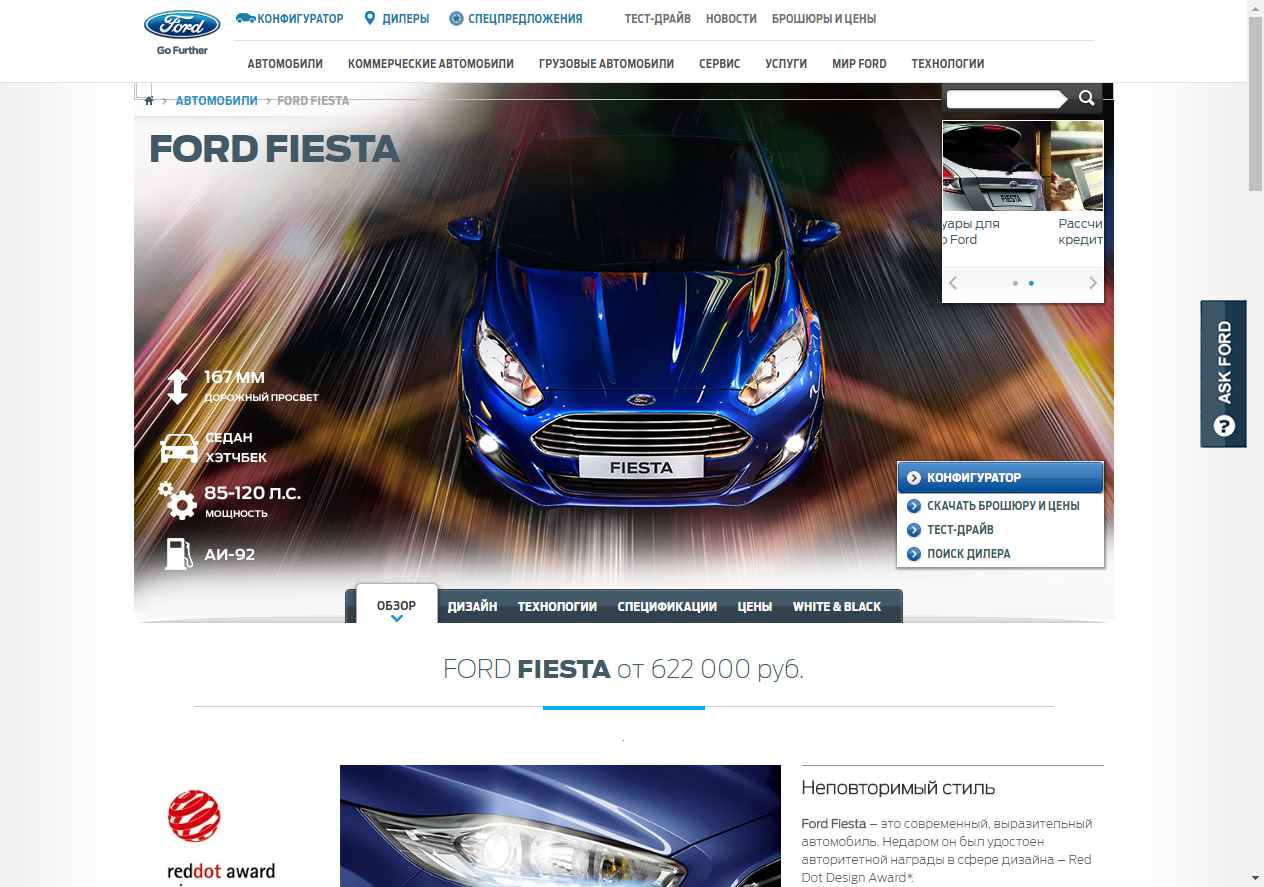 Ford
Go Further
КОНФИГУРАТОР
ДИЛЕРЫ
СПЕЦПРЕДЛОЖЕНИЯ
ТЕСТ-ДРАЙВ
НОВОСТИ
БРОШЮРЫ И ЦЕНЫ
АВТОМОБИЛИ
КОММЕРЧЕСКИЕ АВТОМОБИЛИ
ГРУЗОВЫЕ АВТОМОБИЛИ
СЕРВИС
УСЛУГИ
МИР FORD
ТЕХНОЛОГИИ
АВТОМОБИЛИ > FORD FIESTA
FORD FIESTA
FIESTA
уары для
Ford
Рассчи
кредит
ASK FORD
?
167 ММ
ДОРОЖНЫЙ ПРОСВЕТ
СЕДАН
ХЭТЧБЕК
85-120 Л.С.
МОЩНОСТЬ
АИ-92
Ford
FIESTA
КОНФИГУРАТОР
СКАЧАТЬ БРОШЮРУ И ЦЕНЫ
ТЕСТ-ДРАЙВ
ПОИСК ДИЛЕРА
ОБЗОР
ДИЗАЙН
ТЕХНОЛОГИИ
СПЕЦИФИКАЦИИ
ЦЕНЫ
WHITE & BLACK
FORD FIESTA от 622 000 руб.
.
reddot award
Неповторимый стиль
Ford Fiesta – это современный, выразительный
автомобиль. Недаром он был удостоен
авторитетной награды в сфере дизайна – Red
Dot Design Award*.